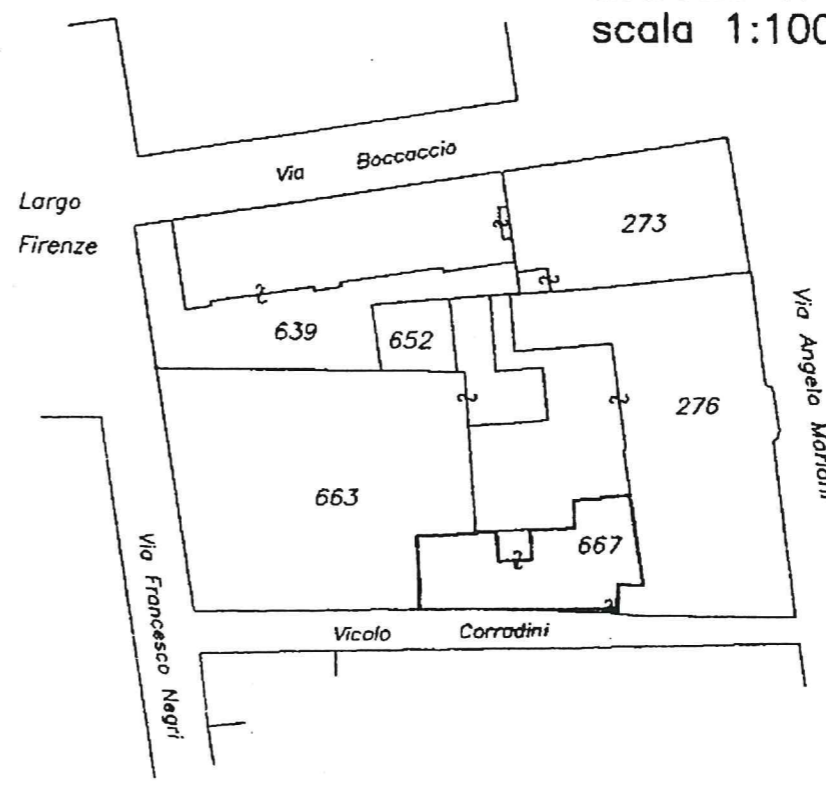 scala 1:100
Via Boccaccio
Largo
Firenze
273
639
652
276
Via Angelo Mariani
663
667
Via Francesco Negri
Vicolo Corradini